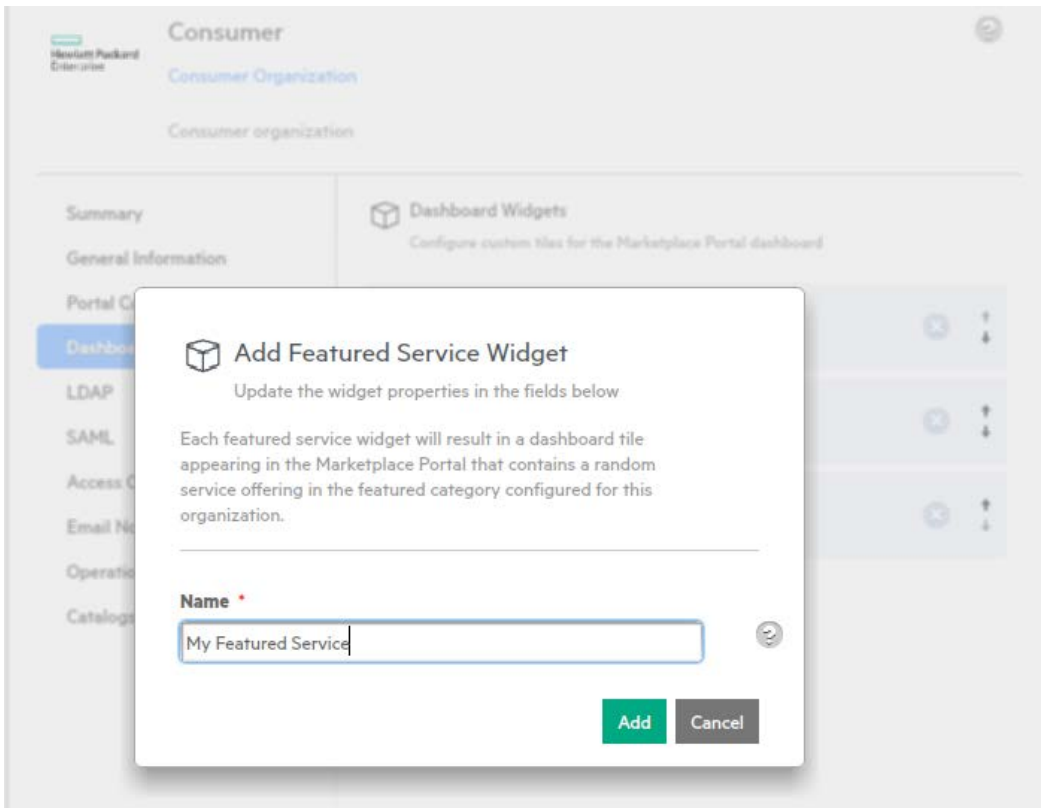 Consumer
Hewlett Packard
Enterprise
Consumer Organization
Consumer organization
Summary
General Information
Dashboard Widgets
Configure custom tiles for the Marketplace Portal dashboard
Portal C
Dashboa
LDAP
SAML
Access C
Email No
Operatio
Catalogs
Add Featured Service Widget
Update the widget properties in the fields below
Each featured service widget will result in a dashboard tile
appearing in the Marketplace Portal that contains a random
service offering in the featured category configured for this
organization.
Name *
My Featured Service
Add Cancel